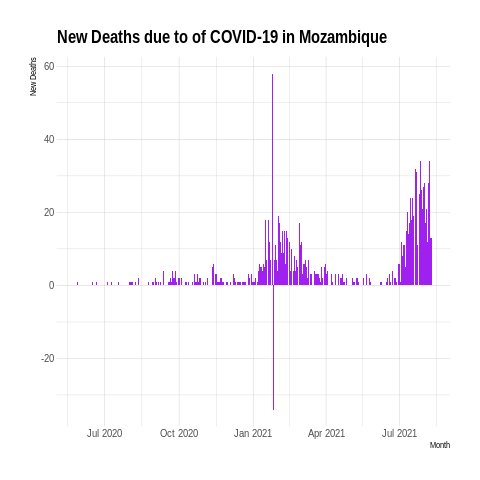 New Deaths due to of COVID-19 in Mozambique
New Deaths
60
40
20
0
-20
Jul 2020 Oct 2020 Jan 2021 Apr 2021 Jul 2021
Month